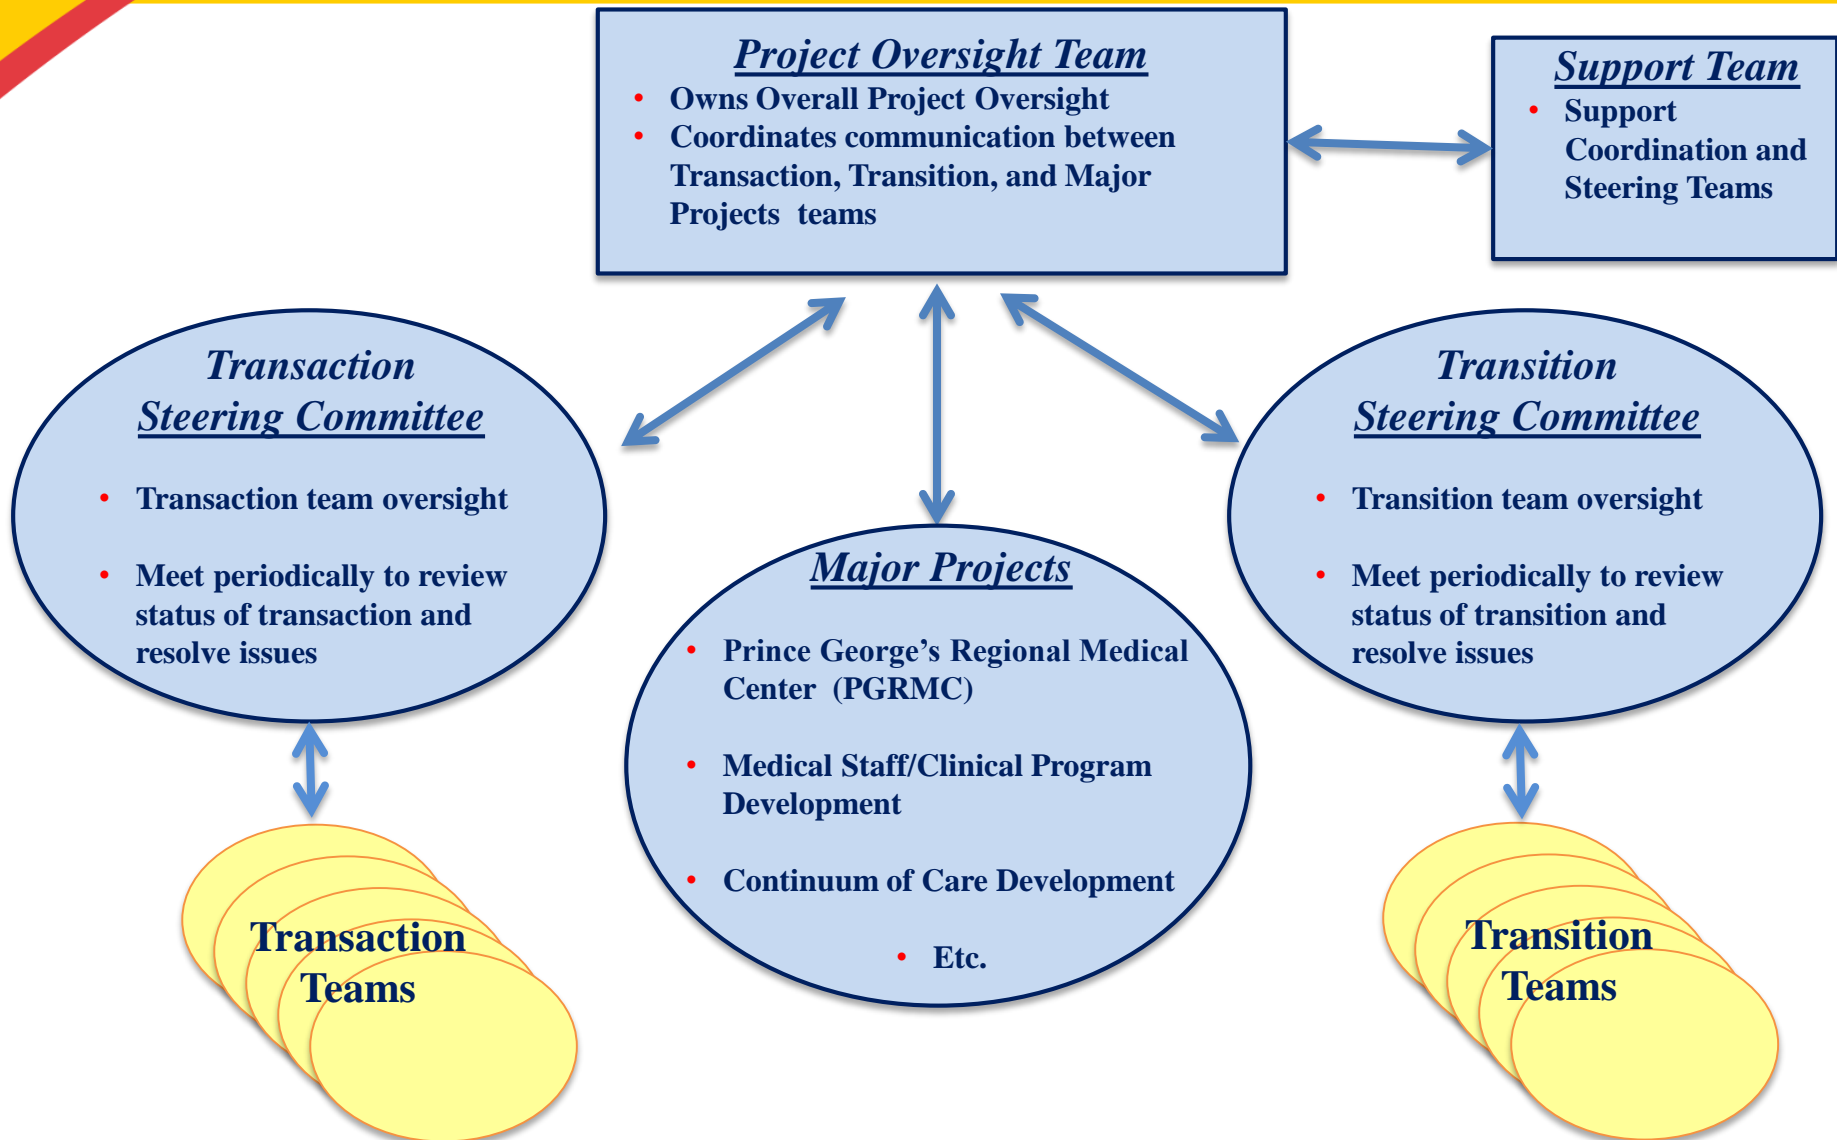 Project Oversight Team
• Owns Overall Project Oversight
• Coordinates communication between
Transaction, Transition, and Major
Projects teams
Support Team
• Support
Coordination and
Steering Teams
Transaction
Steering Committee
• Transaction team oversight
• Meet periodically to review
status of transaction and
resolve issues
Major Projects
• Prince George’s Regional Medical
Center (PGRMC)
• Medical Staff/Clinical Program
Development
• Continuum of Care Development
• Etc.
Transition
Steering Committee
• Transition team oversight
• Meet periodically to review
status of transition and
resolve issues
Transaction
Teams
Transition
Teams